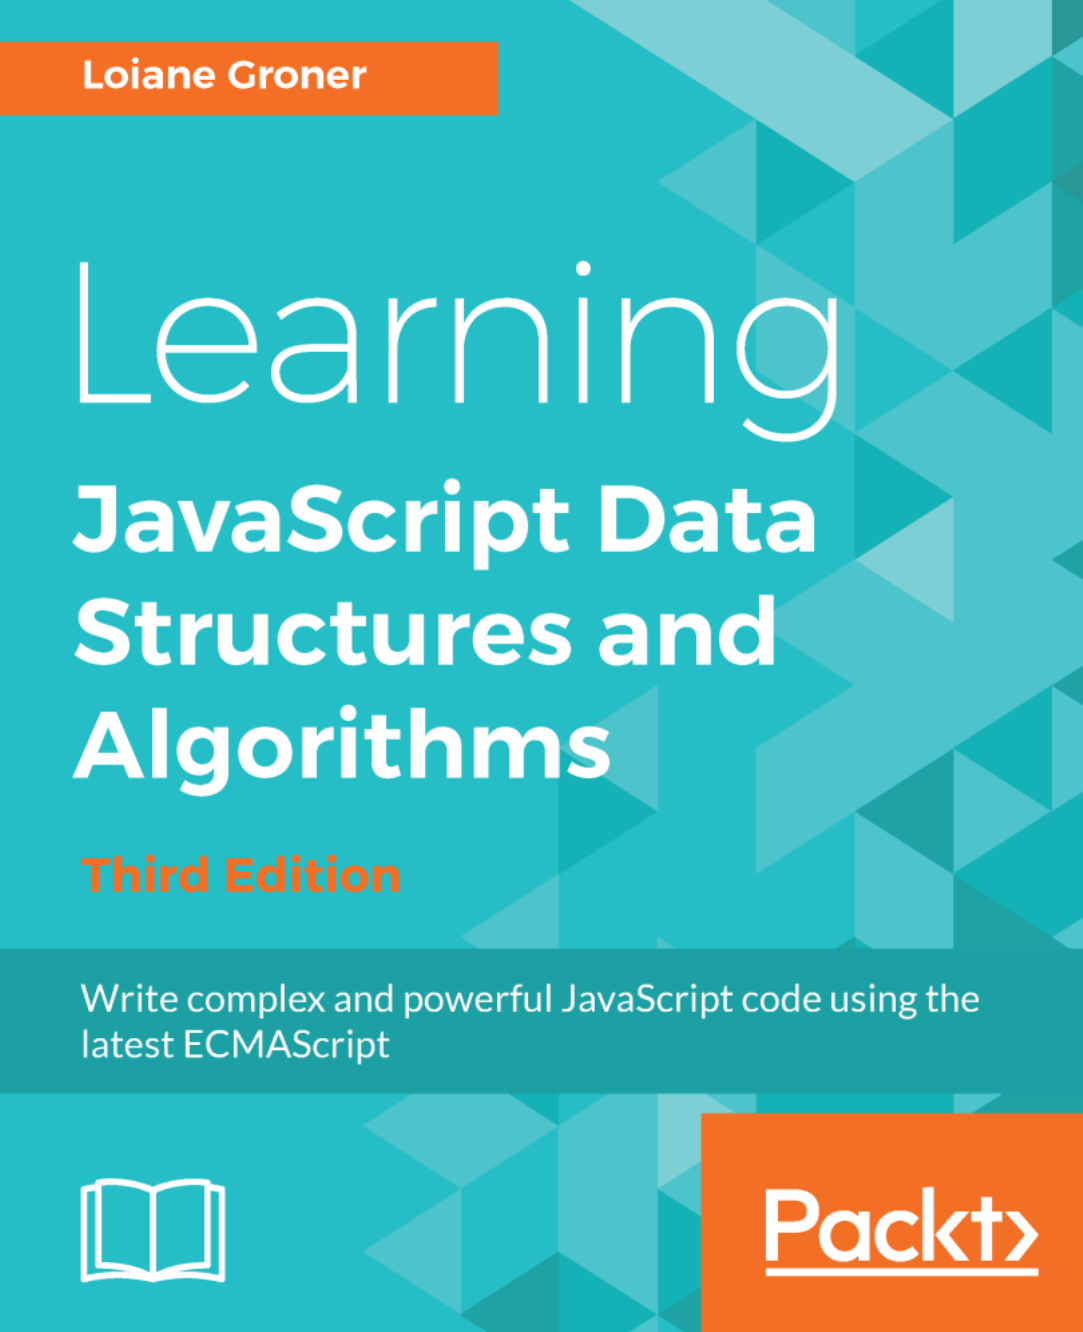 Loiane Groner
Learning
JavaScript Data
Structures and
Algorithms
Third Edition
Write complex and powerful JavaScript code using the
latest ECMAScript
Packt